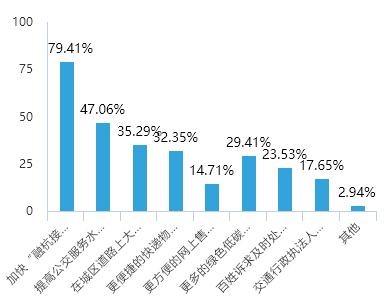 100
79.41%
75
47.06%
50
35.29%
32.35%
29.41%
23.53%
25
17.65%
14.71%
2.94%
0
加快“融杭接...
提高公交服务水...
在城区道路上大...
更便捷的快递物...
更方便的网上售...
更多的绿色低碳...
百姓诉求及时处...
交通行政执法人...
其他